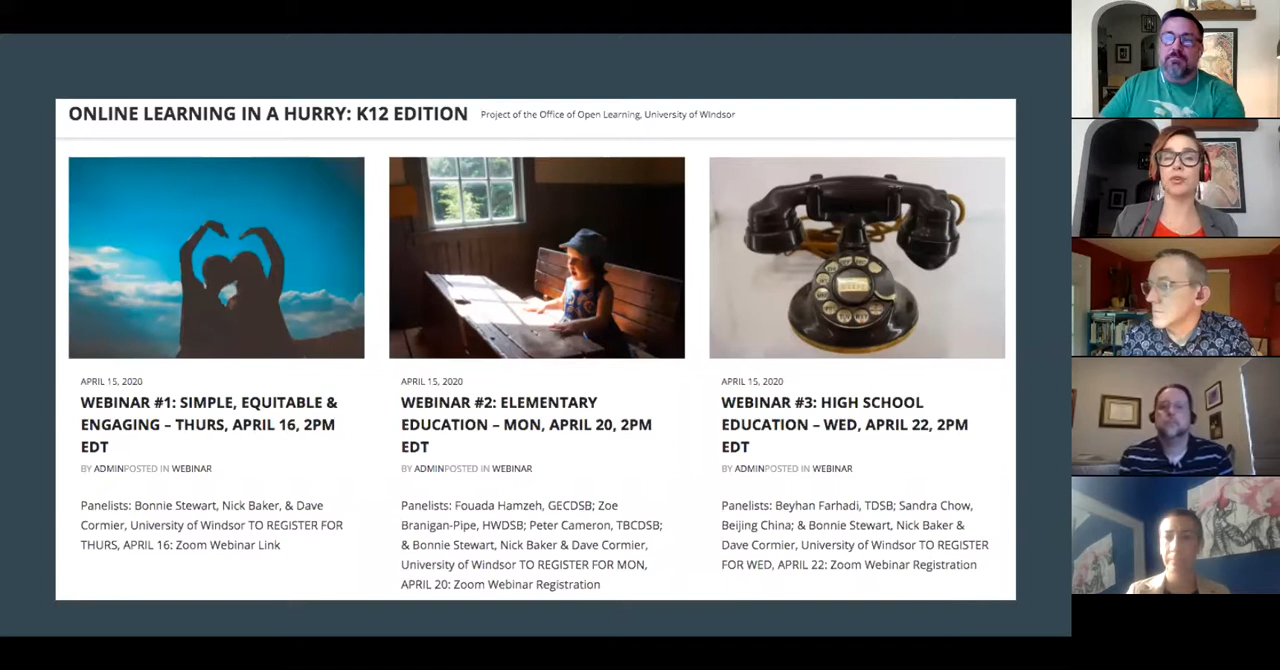 ONLINE LEARNING IN A HURRY: K12 EDITION Project of the Office of Open Learning, University of Windsor
APRIL 15, 2020
WEBINAR #1: SIMPLE, EQUITABLE &
ENGAGING – THURS, APRIL 16, 2PM
EDT
BY ADMINPOSTED IN WEBINAR
Panelists: Bonnie Stewart, Nick Baker, & Dave
Cormier, University of Windsor TO REGISTER FOR
THURS, APRIL 16: Zoom Webinar Link
APRIL 15, 2020
WEBINAR #2: ELEMENTARY
EDUCATION – MON, APRIL 20, 2PM
EDT
BY ADMINPOSTED IN WEBINAR
Panelists: Fouada Hamzeh, GECDSB; Zoe
Branigan-Pipe, HWDSB; Peter Cameron, TBCDSB;
& Bonnie Stewart, Nick Baker & Dave Cormier,
University of Windsor TO REGISTER FOR MON,
APRIL 20: Zoom Webinar Registration
APRIL 15, 2020
WEBINAR #3: HIGH SCHOOL
EDUCATION – WED, APRIL 22, 2PM
EDT
BY ADMINPOSTED IN WEBINAR
Panelists: Beyhan Farhadi, TDSB; Sandra Chow,
Beijing China; & Bonnie Stewart, Nick Baker &
Dave Cormier, University of Windsor TO REGISTER
FOR WED, APRIL 22: Zoom Webinar Registration